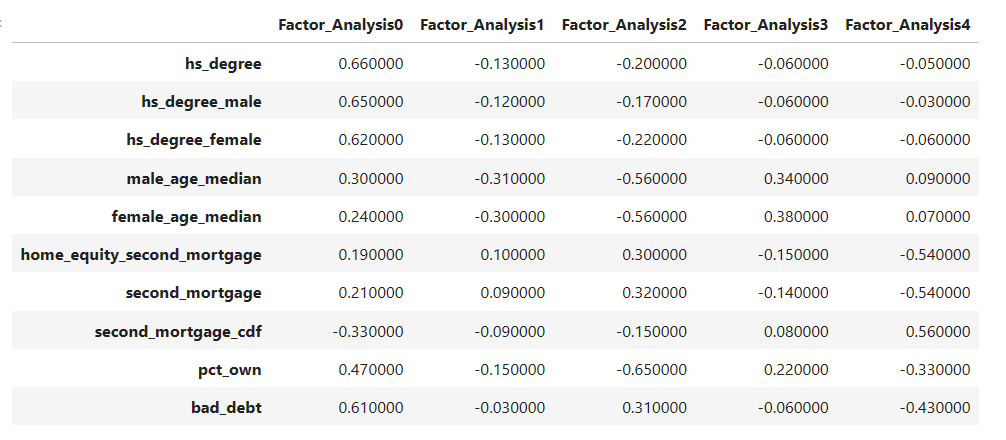 Factor_Analysis0 Factor_Analysis1 Factor_Analysis2 Factor_Analysis3 Factor_Analysis4
hs_degree 0.660000 -0.130000 -0.200000 -0.060000 -0.050000
hs_degree_male 0.650000 -0.120000 -0.170000 -0.060000 -0.030000
hs_degree_female 0.620000 -0.130000 -0.220000 -0.060000 -0.060000
male_age_median 0.300000 -0.310000 -0.560000 0.340000 0.090000
female_age_median 0.240000 -0.300000 -0.560000 0.380000 0.070000
home_equity_second_mortgage 0.190000 0.100000 0.300000 -0.150000 -0.540000
second_mortgage 0.210000 0.090000 0.320000 -0.140000 -0.540000
second_mortgage_cdf -0.330000 -0.090000 -0.150000 0.080000 0.560000
pct_own 0.470000 -0.150000 -0.650000 0.220000 -0.330000
bad_debt 0.610000 -0.030000 0.310000 -0.060000 -0.430000